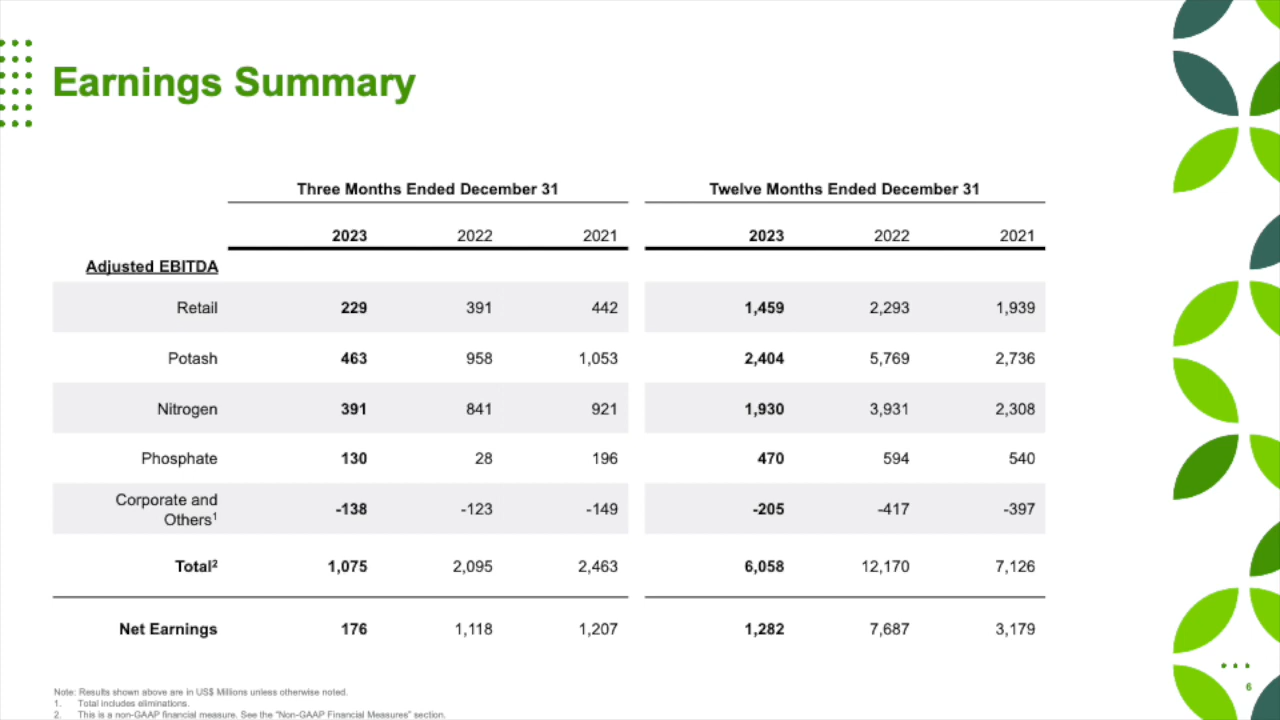 Earnings Summary
Three Months Ended December 31 Twelve Months Ended December 31
2023 2022 2021 2023 2022 2021
Adjusted EBITDA
Retail 229 391 442 1,459 2,293 1,939
Potash 463 958 1,053 2,404 5,769 2,736
Nitrogen 391 841 921 1,930 3,931 2,308
Phosphate 130 28 196 470 594 540
Corporate and
Others¹ -138 -123 -149 -205 -417 -397
Total² 1,075 2,095 2,463 6,058 12,170 7,126
Net Earnings 176 1,118 1,207 1,282 7,687 3,179
Note: Results shown above are in US$ Millions unless otherwise noted.
1. Total includes eliminations.
2. This is a non-GAAP financial measure. See the "Non-GAAP Financial Measures" section.
6